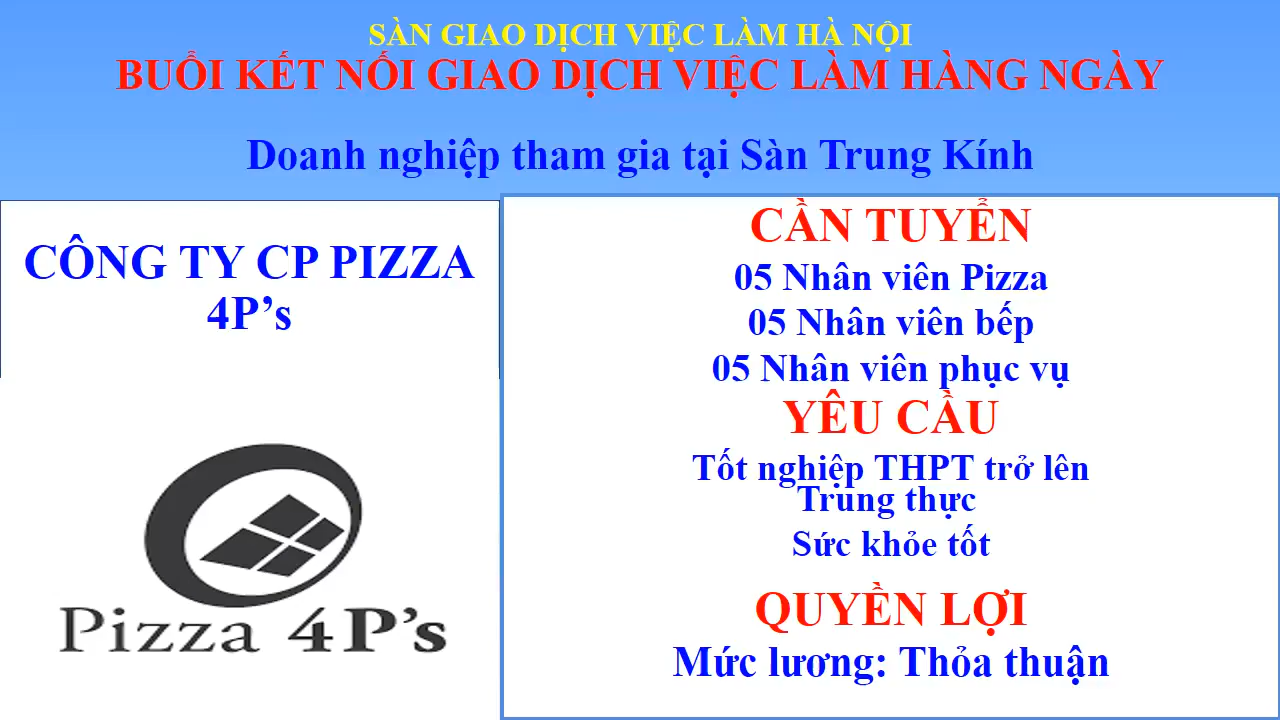 SÀN GIAO DỊCH VIỆC LÀM HÀ NỘI
BUỔI KẾT NỐI GIAO DỊCH VIỆC LÀM HÀNG NGÀY
Doanh nghiệp tham gia tại Sàn Trung Kính
CÔNG TY CP PIZZA
4P’s
Pizza 4P's
CẦN TUYỂN
05 Nhân viên Pizza
05 Nhân viên bếp
05 Nhân viên phục vụ
YÊU CẦU
Tốt nghiệp THPT trở lên
Trung thực
Sức khỏe tốt
QUYỀN LỢI
Mức lương: Thỏa thuận